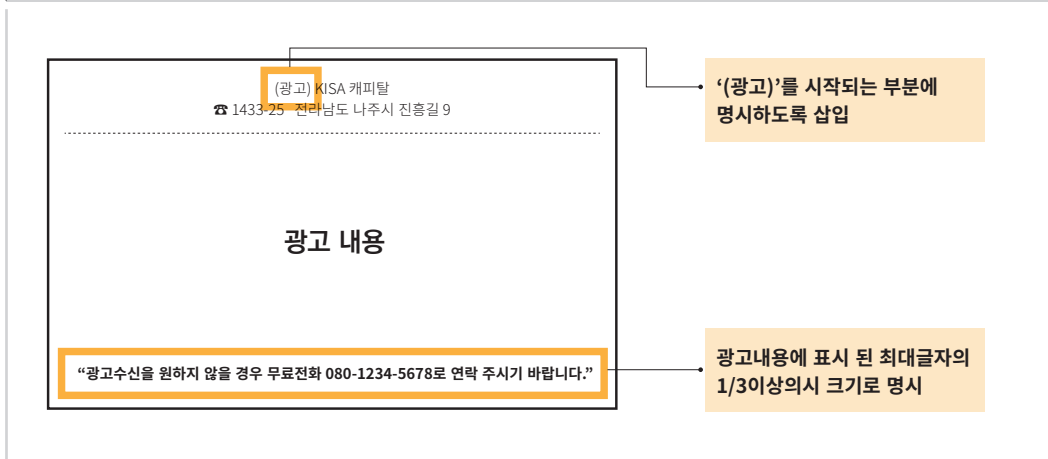 (광고) KISA 캐피탈
☎ 1433-25 전라남도 나주시 진흥길 9
‘(광고)’를 시작되는 부분에
명시하도록 삽입
광고 내용
“광고수신을 원하지 않을 경우 무료전화 080-1234-5678로 연락 주시기 바랍니다.”
광고내용에 표시 된 최대글자의
1/3이상의시 크기로 명시